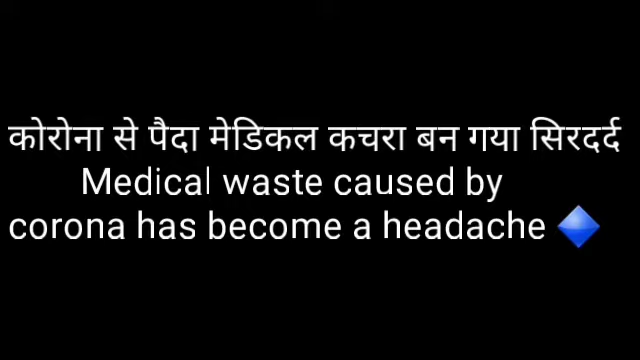 कोरोना से पैदा मेडिकल कचरा बन गया सिरदर्द
Medical waste caused by
corona has become a headache 🔷